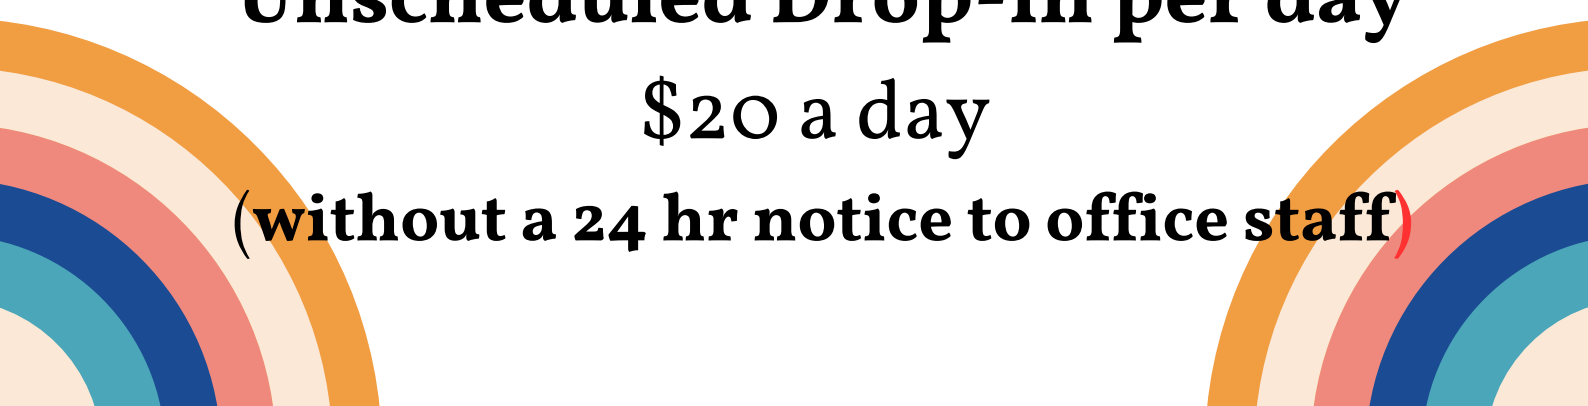 Unscheduled Drop-in per day
$20 a day
(without a 24 hr notice to office staff)